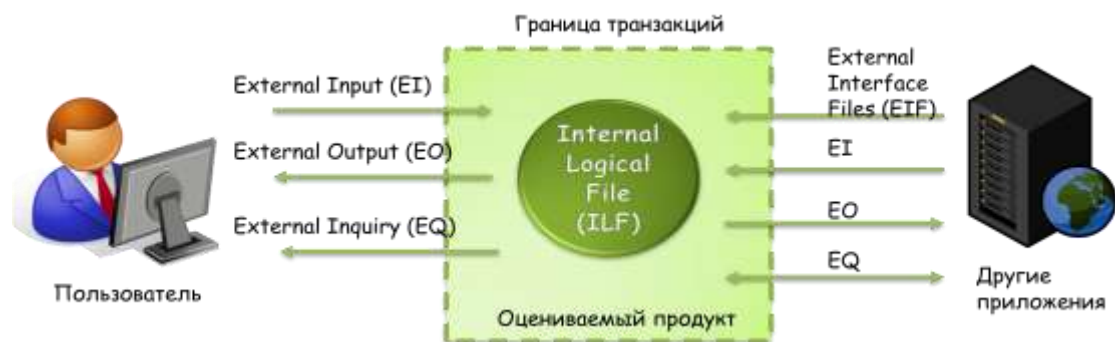 Граница транзакций
External Input (EI)
External Output (EO)
External Inquiry (EQ)
Пользователь
Internal
Logical
File
(ILF)
Оцениваемый продукт
External
Interface
Files (EIF)
EI
EO
EQ
Другие
приложения